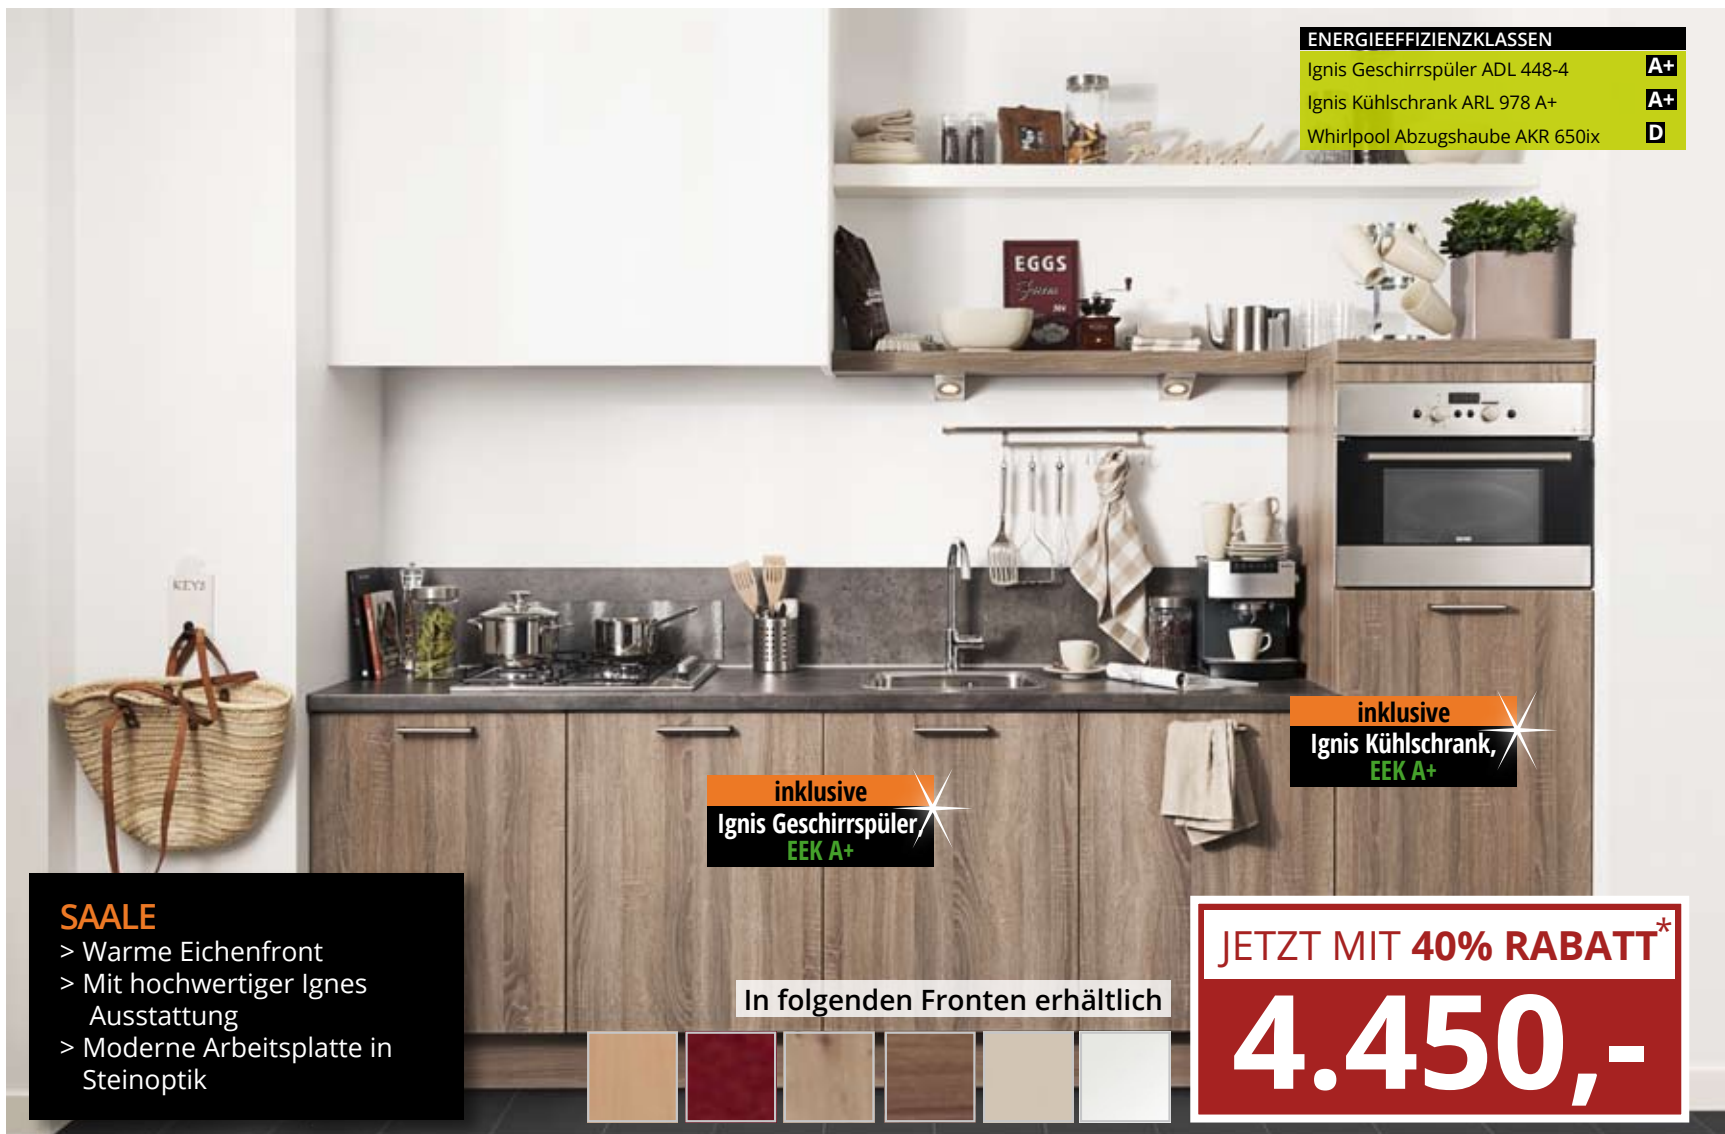 ENERGIEEFFIZIENZKLASSEN
Ignis Geschirrspüler ADL 448-4 A+
Ignis Kühlschrank ARL 978 A+ A+
Whirlpool Abzugshaube AKR 650ix D
EGGS
KEYS
inklusive
Ignis Kühlschrank,
EEK A+
inklusive
Ignis Geschirrspüler,
EEK A+
SAALE
> Warme Eichenfront
> Mit hochwertiger Ignes
Ausstattung
> Moderne Arbeitsplatte in
Steinoptik
In folgenden Fronten erhältlich
JETZT MIT 40% RABATT*
4.450,-